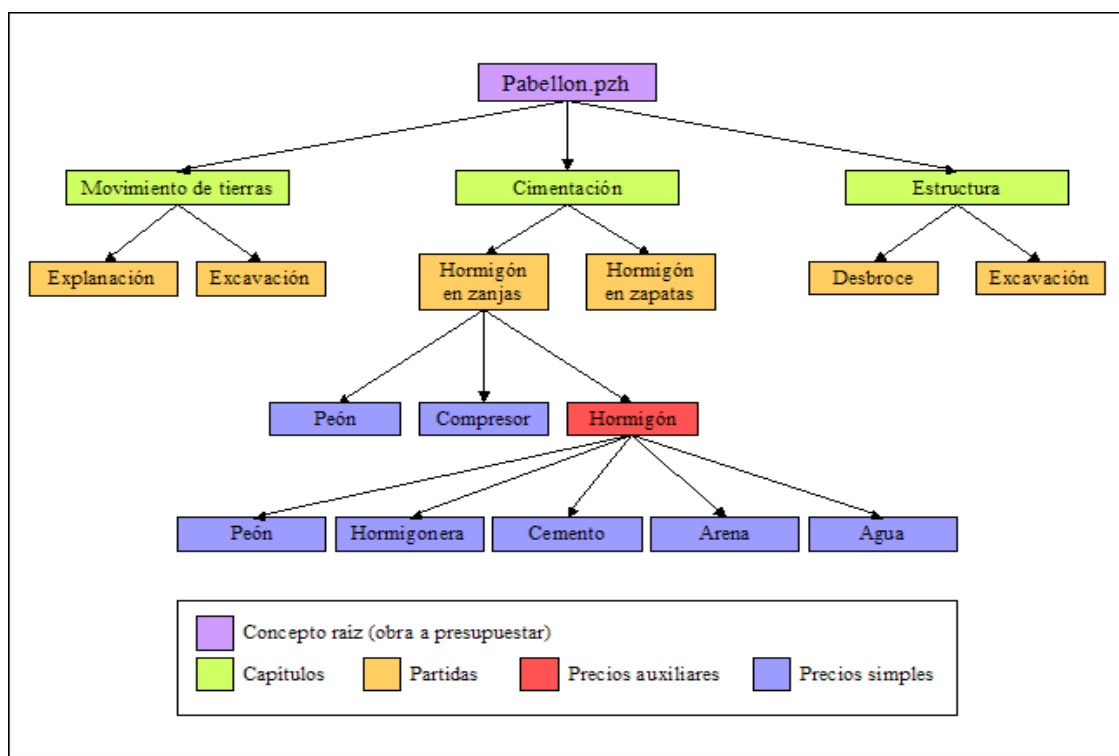 Pabellon.pzh
Movimiento de tierras
Cimentación
Estructura
Explanación
Excavación
Hormigón
en zanjas
Hormigón
en zapatas
Desbroce
Excavación
Peón
Compresor
Hormigón
Peón
Hormigonera
Cemento
Arena
Agua
Concepto raíz (obra a presupuestar)
Capítulos
Partidas
Precios auxiliares
Precios simples